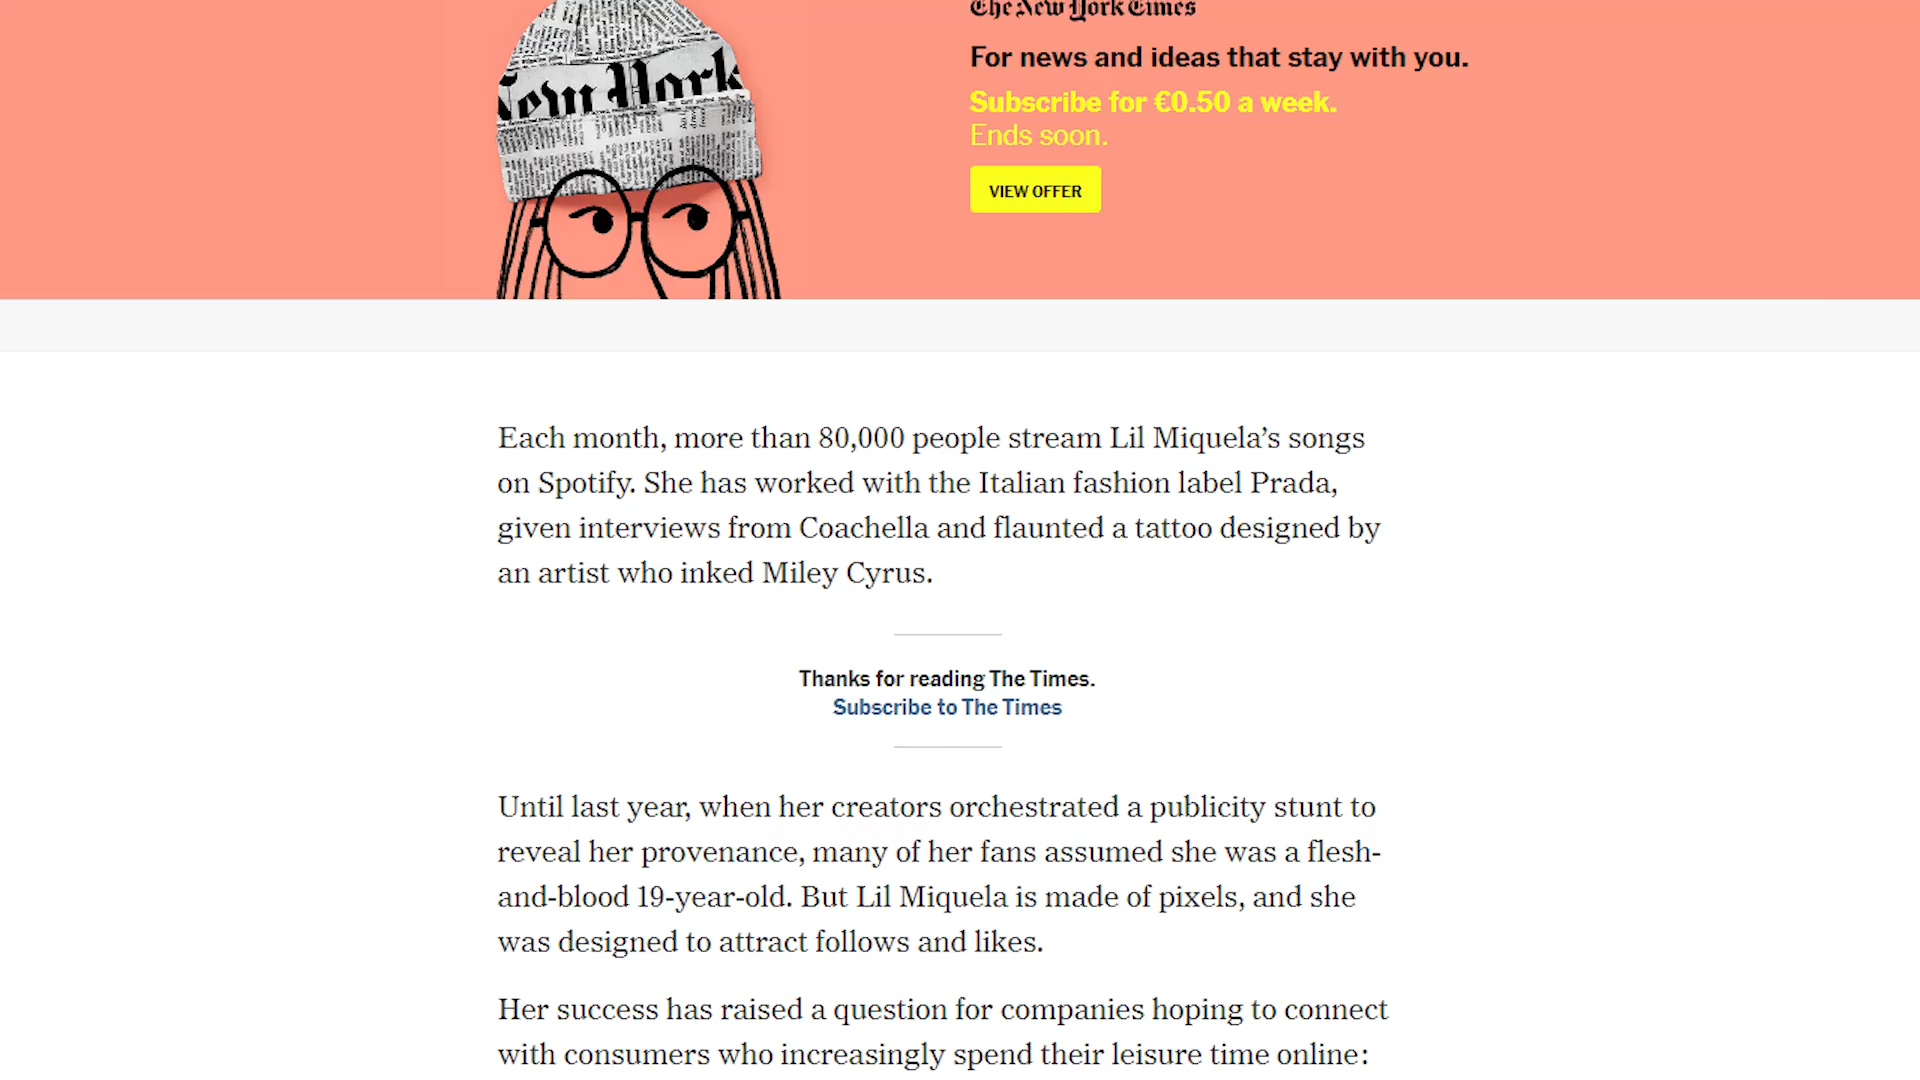 The New York Times
New York
For news and ideas that stay with you.
Subscribe for €0.50 a week.
Ends soon.
VIEW OFFER
Each month, more than 80,000 people stream Lil Miquela’s songs
on Spotify. She has worked with the Italian fashion label Prada,
given interviews from Coachella and flaunted a tattoo designed by
an artist who inked Miley Cyrus.
Thanks for reading The Times.
Subscribe to The Times
Until last year, when her creators orchestrated a publicity stunt to
reveal her provenance, many of her fans assumed she was a flesh-
and-blood 19-year-old. But Lil Miquela is made of pixels, and she
was designed to attract follows and likes.
Her success has raised a question for companies hoping to connect
with consumers who increasingly spend their leisure time online: